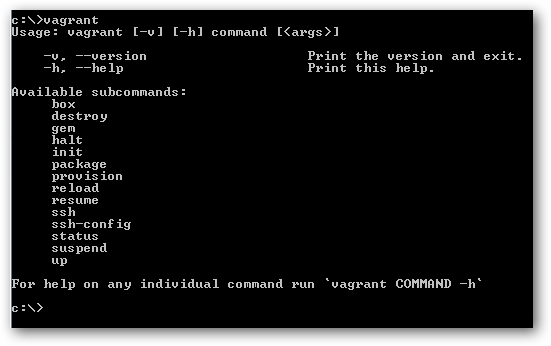 c:\>vagrant
Usage: vagrant [-v] [-h] command [<args>]
-v, --version Print the version and exit.
-h, --help Print this help.
Available subcommands:
box
destroy
gem
halt
init
package
provision
reload
resume
ssh
ssh-config
status
suspend
up
For help on any individual command run `vagrant COMMAND -h`
c:\>